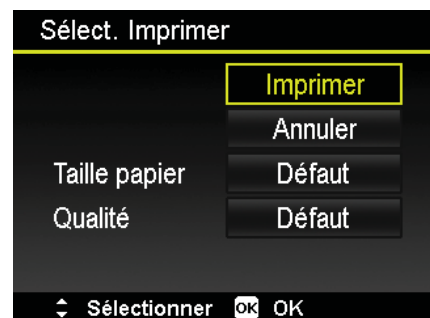 Sélect. Imprimer
Imprimer
Annuler
Taille papier Défaut
Qualité Défaut
Sélectionner OK OK